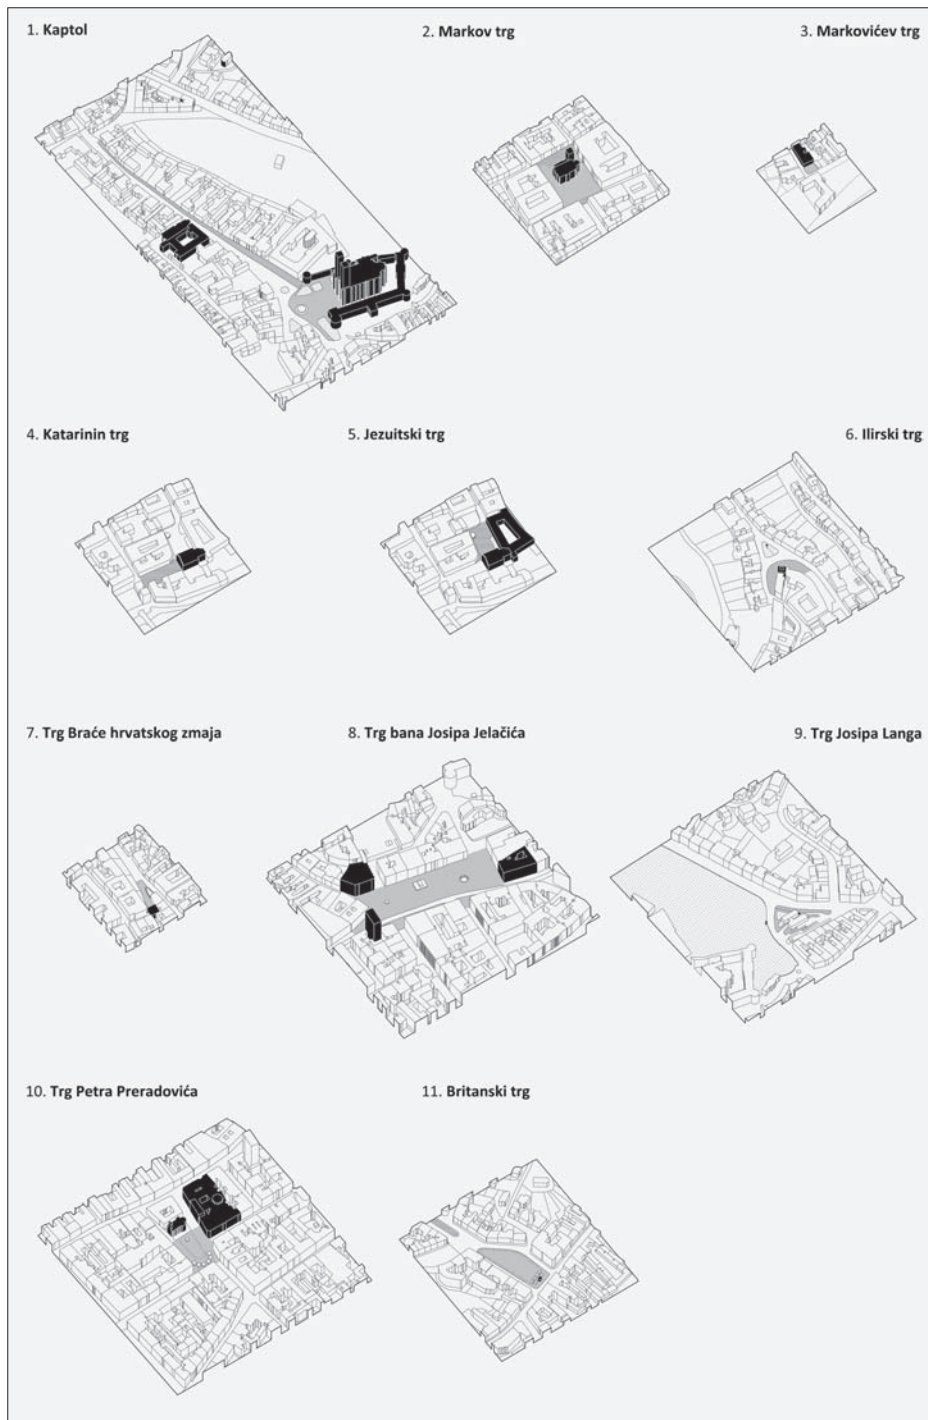 1. Kaptol
2. Markov trg
3. Markovićev trg
4. Katarinin trg
5. Jezuitski trg
6. Ilirski trg
7. Trg Braće hrvatskog zmaja
8. Trg bana Josipa Jelačića
9. Trg Josipa Langa
10. Trg Petra Preradovića
11. Britanski trg